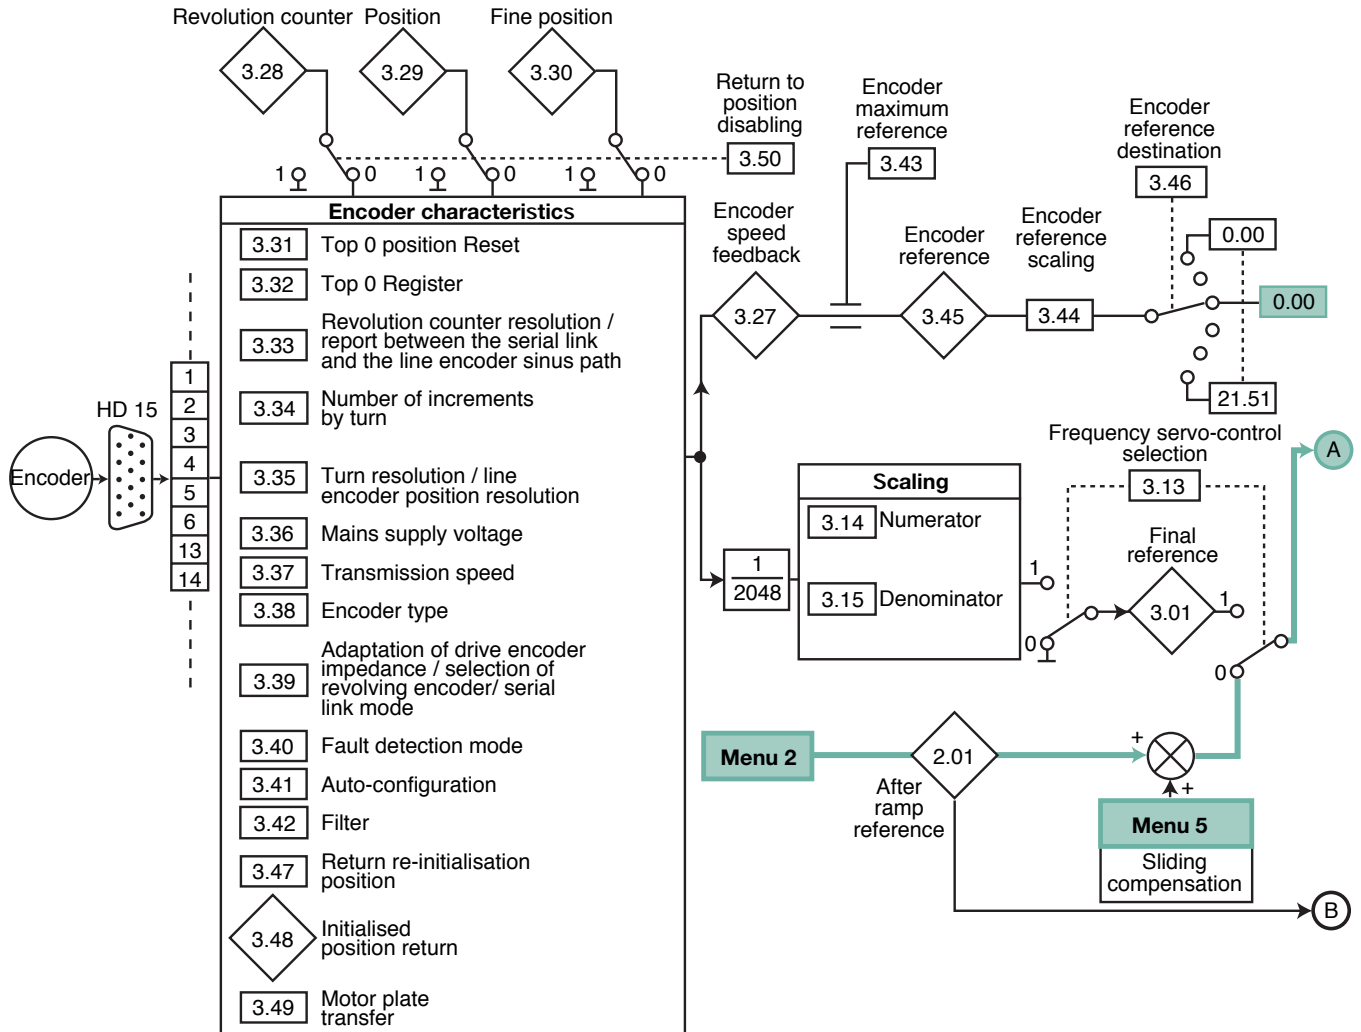 Revolution counter
Position
Fine position
3.28
3.29
3.30
1
0
1
0
1
0
Return to
position
disabling
3.50
Encoder
maximum
reference
3.43
Encoder
reference
destination
3.46
Encoder characteristics
3.31 Top 0 position Reset
3.32 Top 0 Register
3.33 Revolution counter resolution /
report between the serial link
and the line encoder sinus path
3.34 Number of increments
by turn
3.35 Turn resolution / line
encoder position resolution
3.36 Mains supply voltage
3.37 Transmission speed
3.38 Encoder type
3.39 Adaptation of drive encoder
impedance / selection of
revolving encoder/ serial
link mode
3.40 Fault detection mode
3.41 Auto-configuration
3.42 Filter
3.47 Return re-initialisation
position
3.48 Initialised
position return
3.49 Motor plate
transfer
Encoder
HD 15
1
2
3
4
5
6
13
14
Encoder
speed
feedback
3.27
Encoder
reference
3.45
Encoder
reference
scaling
3.44
0.00
0.00
21.51
Frequency servo-control
selection
3.13
A
1
2048
Scaling
3.14 Numerator
3.15 Denominator
1
0
Final
reference
3.01
1
0
Menu 2
2.01
After
ramp
reference
+
+
Menu 5
Sliding
compensation
B